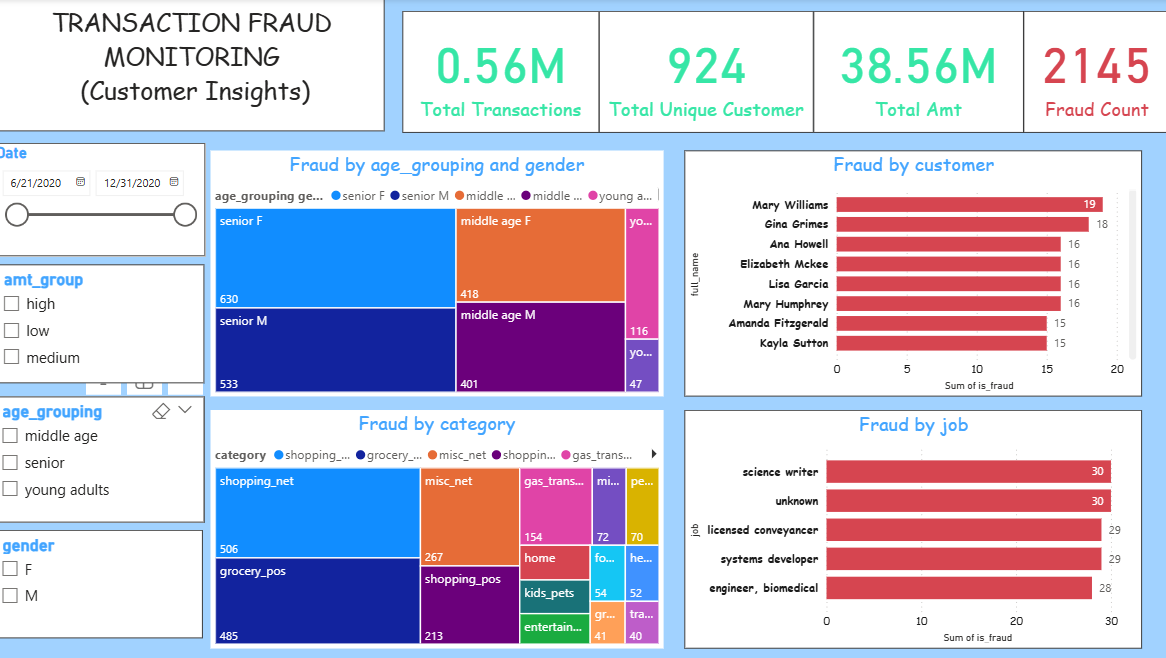 TRANSACTION FRAUD
MONITORING
(Customer Insights)
0.56M
Total Transactions
924
Total Unique Customer
38.56M
Total Amt
2145
Fraud Count
Date
6/21/2020
12/31/2020
amt_group
high
low
medium
age_grouping
middle age
senior
young adults
gender
F
M
Fraud by age_grouping and gender
age_grouping ge...
senior F
senior M
middle ...
middle ...
young a...
senior F
630
senior M
533
middle age F
418
middle age M
401
yo...
116
yo...
47
Fraud by customer
full_name
Mary Williams
19
Gina Grimes
18
Ana Howell
16
Elizabeth Mckee
16
Lisa Garcia
16
Mary Humphrey
16
Amanda Fitzgerald
15
Kayla Sutton
15
0
5
10
15
20
Sum of is_fraud
Fraud by category
category
shopping_...
grocery_...
misc_net
shoppin...
gas_trans...
shopping_net
506
grocery_pos
485
misc_net
267
shopping_pos
213
gas_trans...
154
mi...
72
pe...
70
home
kids_pets
entertain...
fo...
54
he...
52
gr...
41
tra...
40
Fraud by job
job
science writer
30
unknown
30
licensed conveyancer
29
systems developer
29
engineer, biomedical
28
0
10
20
30
Sum of is_fraud